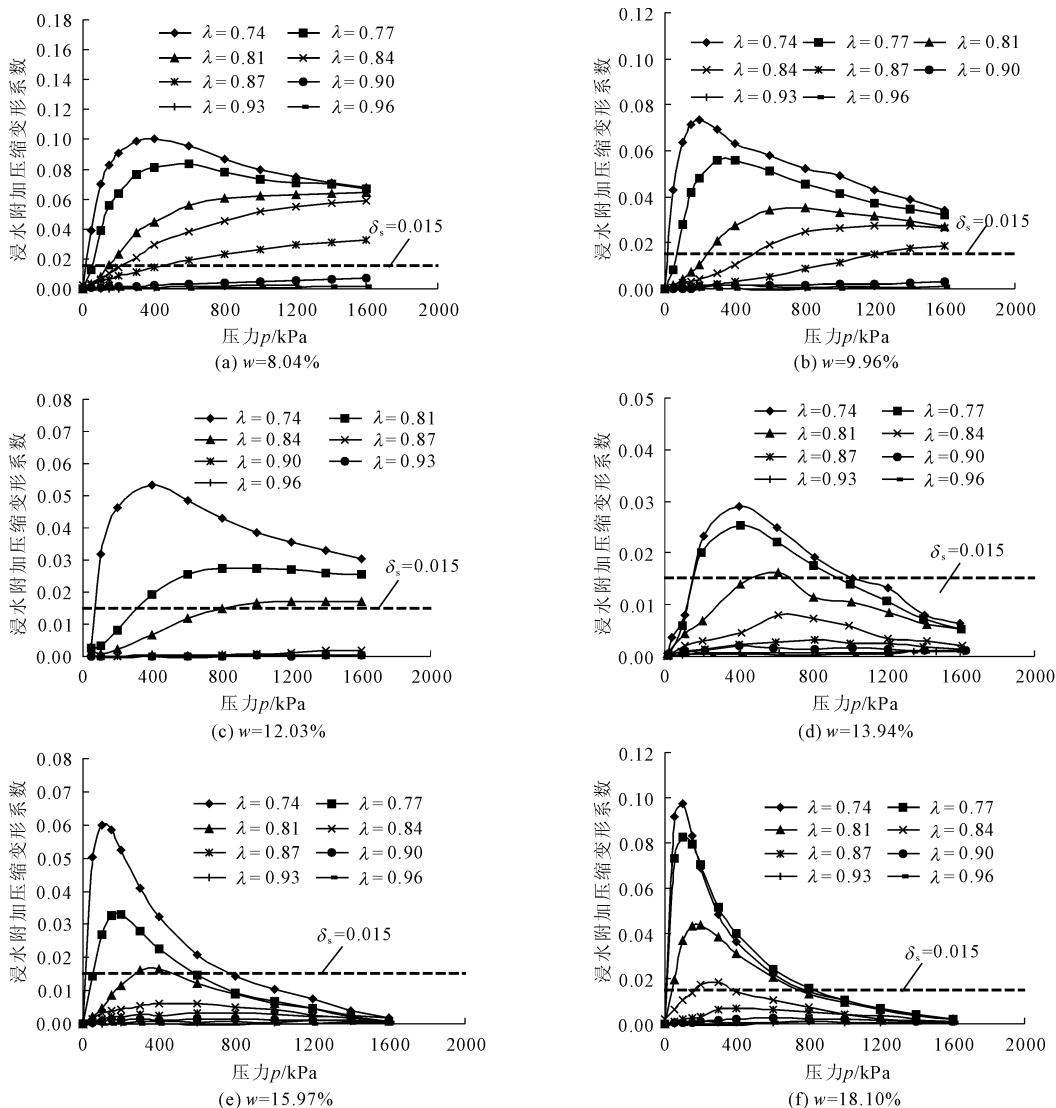 0.18
0.16
0.14
0.12
0.10
0.08
0.06
0.04
0.02
0.00
浸水附加压缩变形系数
λ=0.74 λ=0.77
λ=0.81 λ=0.84
λ=0.87 λ=0.90
λ=0.93 λ=0.96
δs=0.015
0 400 800 1200 1600 2000
压力p/kPa
(a) w=8.04%
0.12
0.10
0.08
0.06
0.04
0.02
0.00
浸水附加压缩变形系数
λ=0.74 λ=0.77 λ=0.81
λ=0.84 λ=0.87 λ=0.90
λ=0.93 λ=0.96
δs=0.015
0 400 800 1200 1600 2000
压力p/kPa
(b) w=9.96%
0.08
0.07
0.06
0.05
0.04
0.03
0.02
0.01
0.00
浸水附加压缩变形系数
λ=0.74 λ=0.81
λ=0.84 λ=0.87
λ=0.90 λ=0.93
λ=0.96
δs=0.015
0 400 800 1200 1600 2000
压力p/kPa
(c) w=12.03%
0.05
0.04
0.03
0.02
0.01
0.00
浸水附加压缩变形系数
λ=0.74 λ=0.77
λ=0.81 λ=0.84
λ=0.87 λ=0.90
λ=0.93 λ=0.96
δs=0.015
0 400 800 1200 1600 2000
压力p/kPa
(d) w=13.94%
0.08
0.07
0.06
0.05
0.04
0.03
0.02
0.01
0.00
浸水附加压缩变形系数
λ=0.74 λ=0.77
λ=0.81 λ=0.84
λ=0.87 λ=0.90
λ=0.93 λ=0.96
δs=0.015
0 400 800 1200 1600 2000
压力p/kPa
(e) w=15.97%
0.12
0.10
0.08
0.06
0.04
0.02
0.00
浸水附加压缩变形系数
λ=0.74 λ=0.77
λ=0.81 λ=0.84
λ=0.87 λ=0.90
λ=0.93 λ=0.96
δs=0.015
0 400 800 1200 1600 2000
压力p/kPa
(f) w=18.10%